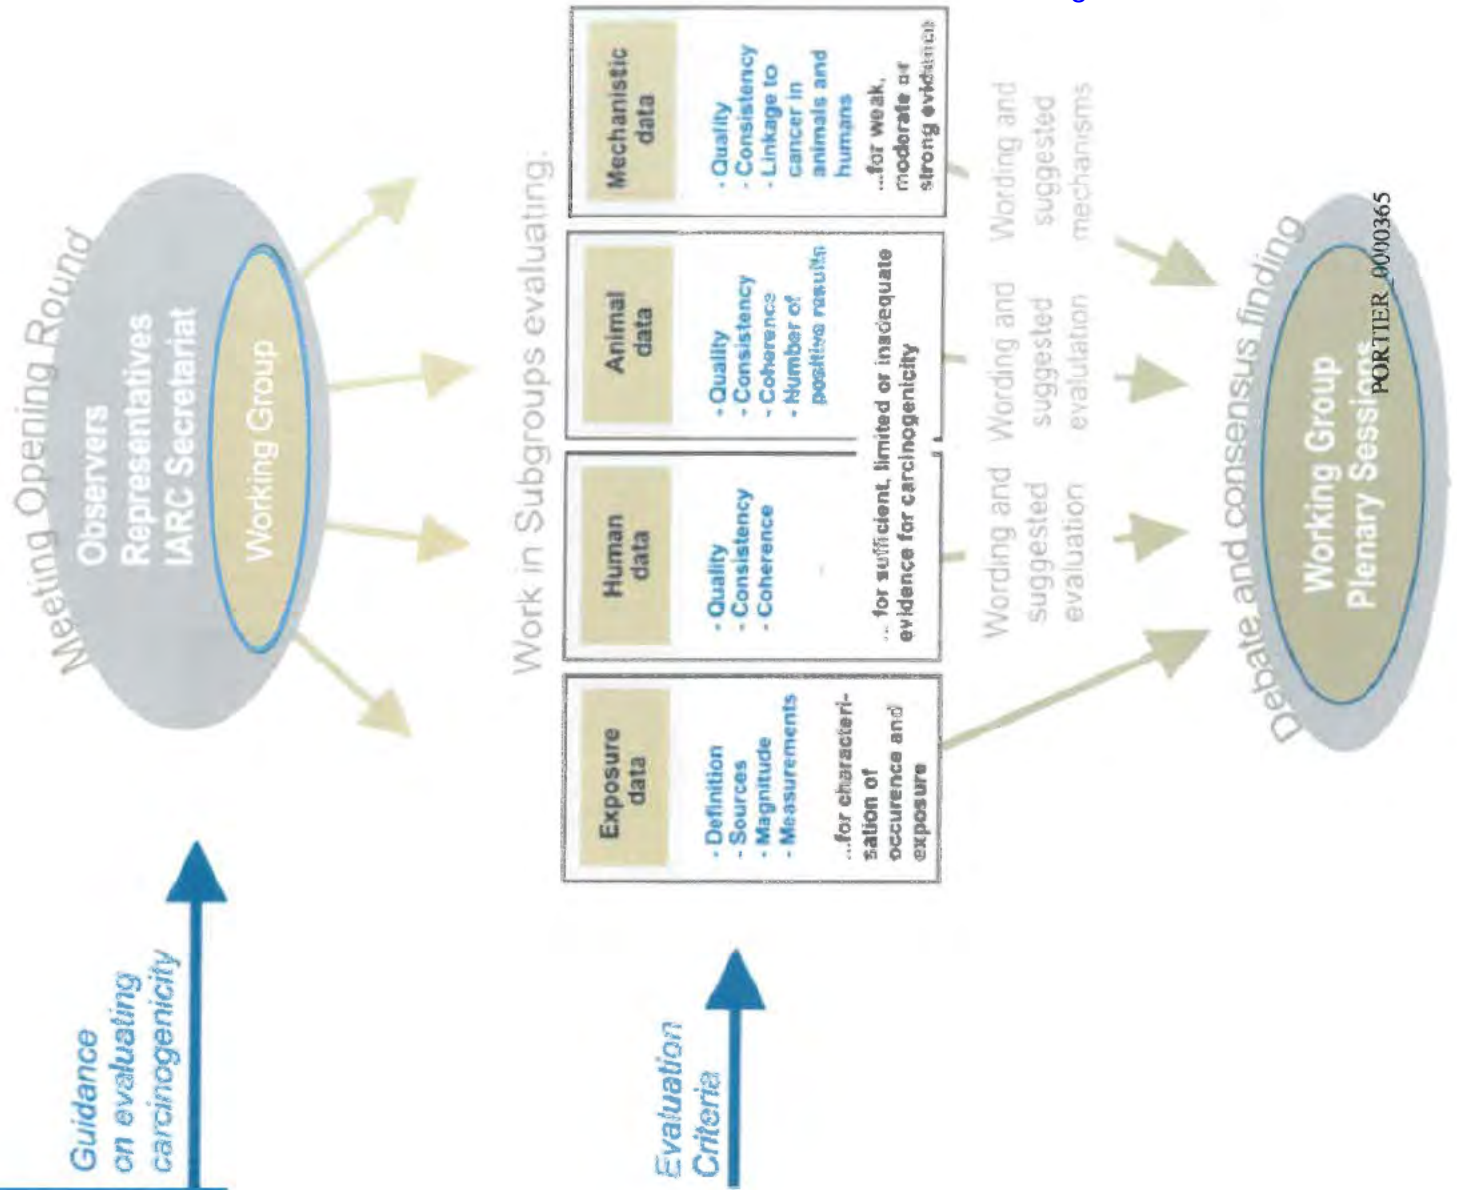 Guidance
on evaluating
carcinogenicity
Meeting Opening Round
Observers
Representatives
IARC Secretariat
Working Group
Evaluation
Criteria
Work in Subgroups evaluating:
Exposure
data
- Definition
- Sources
- Magnitude
- Measurements
...for characteri-
sation of
occurence and
exposure
Human
data
- Quality
- Consistency
- Coherence
Animal
data
- Quality
- Consistency
- Coherence
- Number of
positive results
... for sufficient, limited or inadequate
evidence for carcinogenicity
Mechanistic
data
- Quality
- Consistency
- Linkage to
cancer in
animals and
humans
...for weak,
moderate or
strong evidence
Wording and
suggested
evaluation
Wording and
suggested
evaluation
Wording and
suggested
mechanisms
Debate and consensus finding
Working Group
Plenary Sessions
PORTIER_0000365